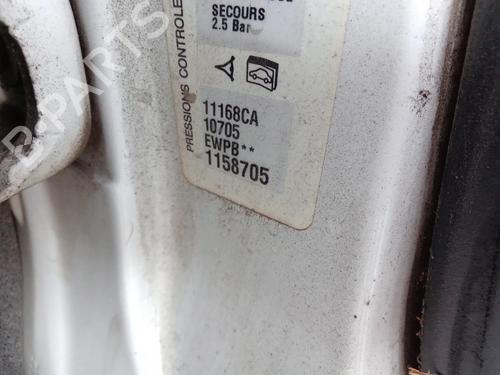 SECOURS
2.5 Bar
PRESSIONS CONTROLE
11168CA
10705
EWPB**
1158705
B-Parts